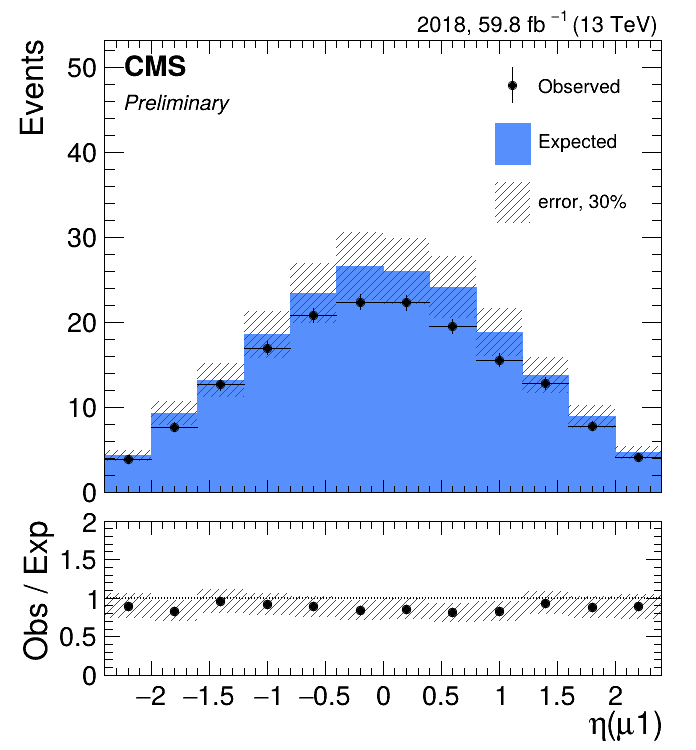 2018, 59.8 fb⁻¹ (13 TeV)
CMS
Preliminary
Observed
Expected
error, 30%
Events
50
40
30
20
10
0
Obs / Exp
2
1.5
1
0.5
0
−2 −1.5 −1 −0.5 0 0.5 1 1.5 2
η(μ1)